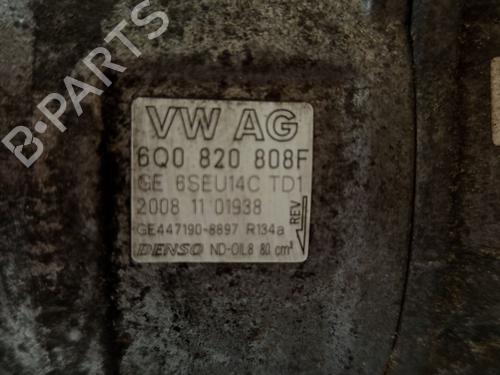 B-PARTS
VW AG
6Q0 820 808F
GE 6SEU14C TD1
2008 11 01938
GE447190-8897 R134a
DENSO ND-OIL8 80 cm³
REV